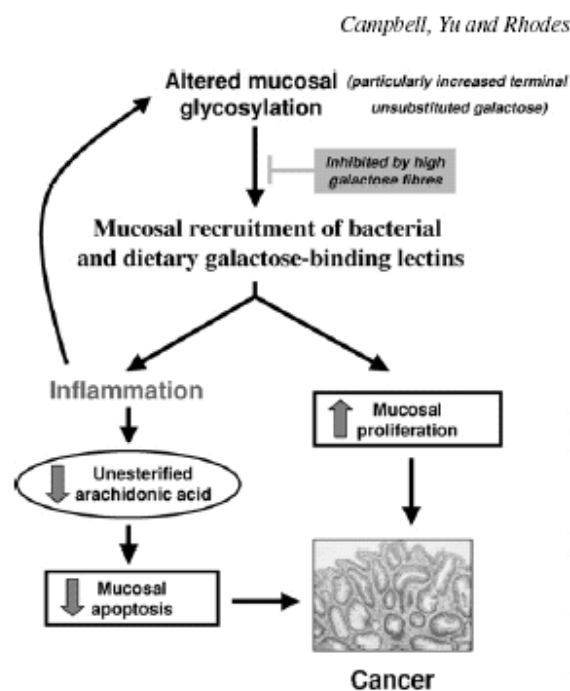 Campbell, Yu and Rhodes
Altered mucosal (particularly increased terminal
glycosylation unsubstituted galactose)
Inhibited by high
galactose fibres
Mucosal recruitment of bacterial
and dietary galactose-binding lectins
Inflammation
Mucosal
proliferation
Unesterified
arachidonic acid
Mucosal
apoptosis
Cancer